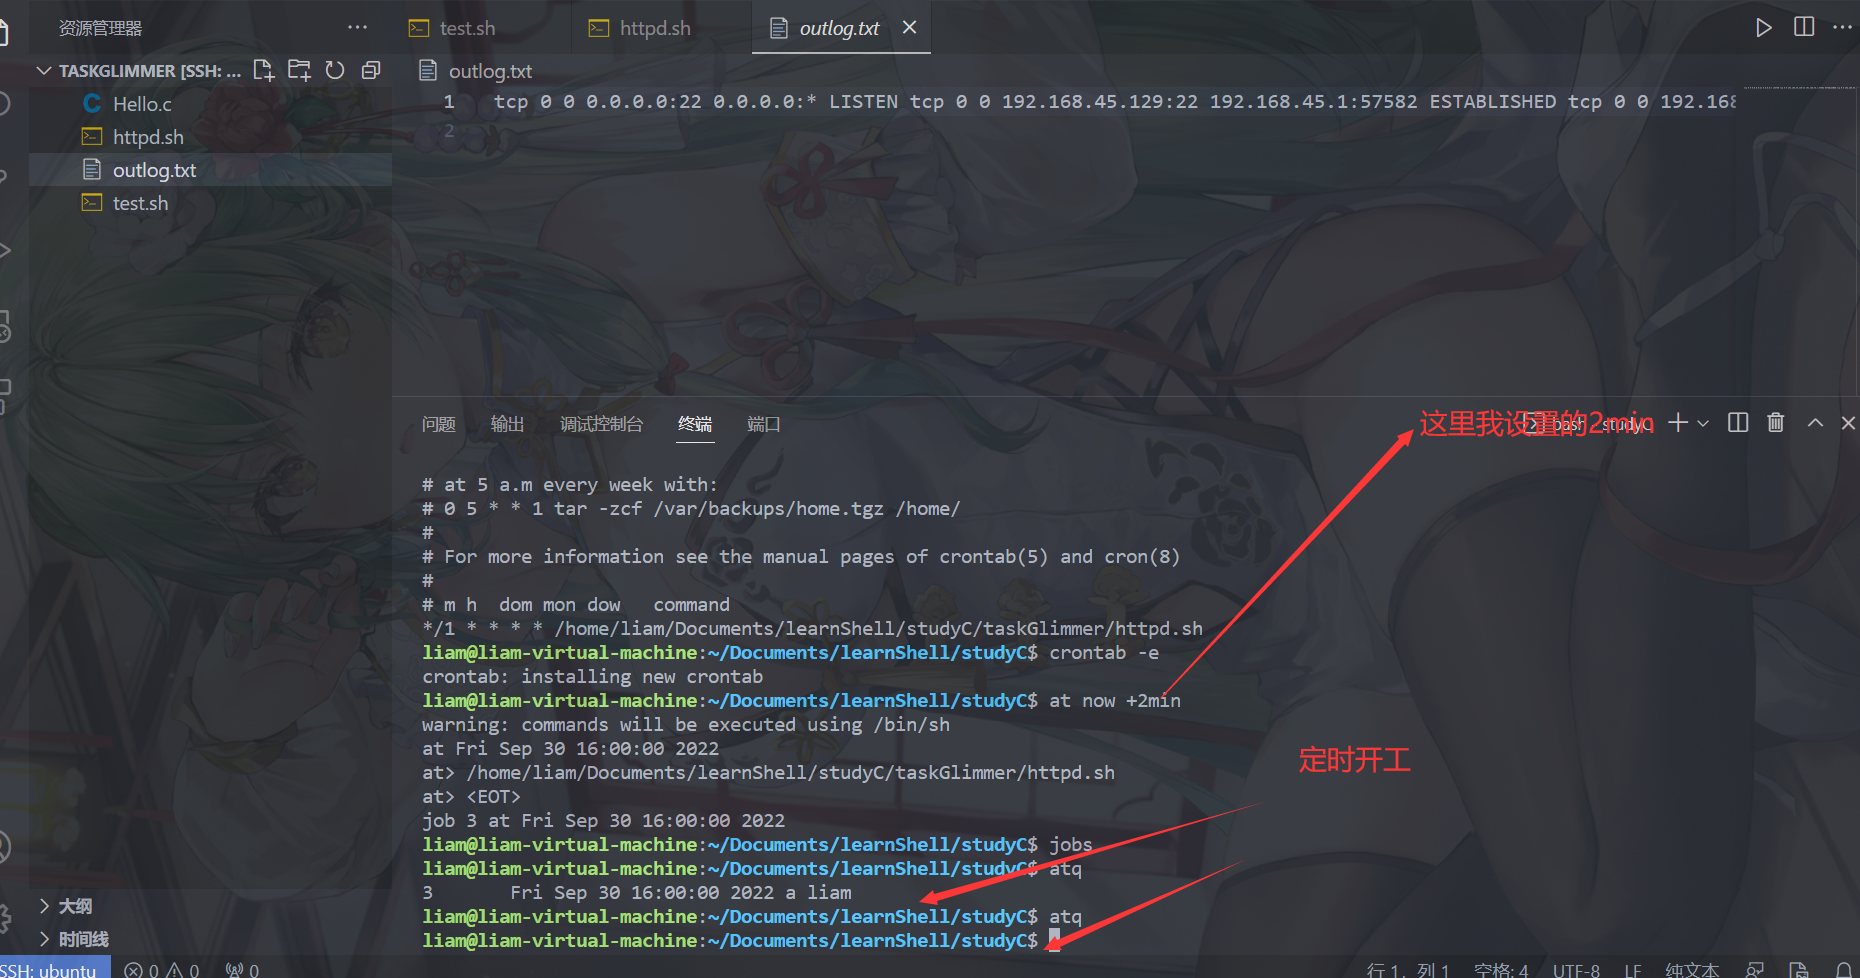 资源管理器
test.sh
httpd.sh
outlog.txt
TASKGLIMMER [SSH: ...
outlog.txt
Hello.c
httpd.sh
outlog.txt
test.sh
1 tcp 0 0 0.0.0.0:22 0.0.0.0:* LISTEN tcp 0 0 192.168.45.129:22 192.168.45.1:57582 ESTABLISHED tcp 0 0 192.168
2
问题 输出 调试控制台 终端 端口
这里我设置的2min
bash studyC
# at 5 a.m every week with:
# 0 5 * * 1 tar -zcf /var/backups/home.tgz /home/
#
# For more information see the manual pages of crontab(5) and cron(8)
#
# m h  dom mon dow   command
*/1 * * * * /home/liam/Documents/learnShell/studyC/taskGlimmer/httpd.sh
liam@liam-virtual-machine:~/Documents/learnShell/studyC$ crontab -e
crontab: installing new crontab
liam@liam-virtual-machine:~/Documents/learnShell/studyC$ at now +2min
warning: commands will be executed using /bin/sh
at Fri Sep 30 16:00:00 2022
at> /home/liam/Documents/learnShell/studyC/taskGlimmer/httpd.sh
at> <EOT>
job 3 at Fri Sep 30 16:00:00 2022
定时开工
liam@liam-virtual-machine:~/Documents/learnShell/studyC$ jobs
liam@liam-virtual-machine:~/Documents/learnShell/studyC$ atq
3       Fri Sep 30 16:00:00 2022 a liam
liam@liam-virtual-machine:~/Documents/learnShell/studyC$ atq
liam@liam-virtual-machine:~/Documents/learnShell/studyC$
大纲
时间线
SSH: ubuntu
0
0
0
行 1，列 1
空格: 4
UTF-8
LF
纯文本